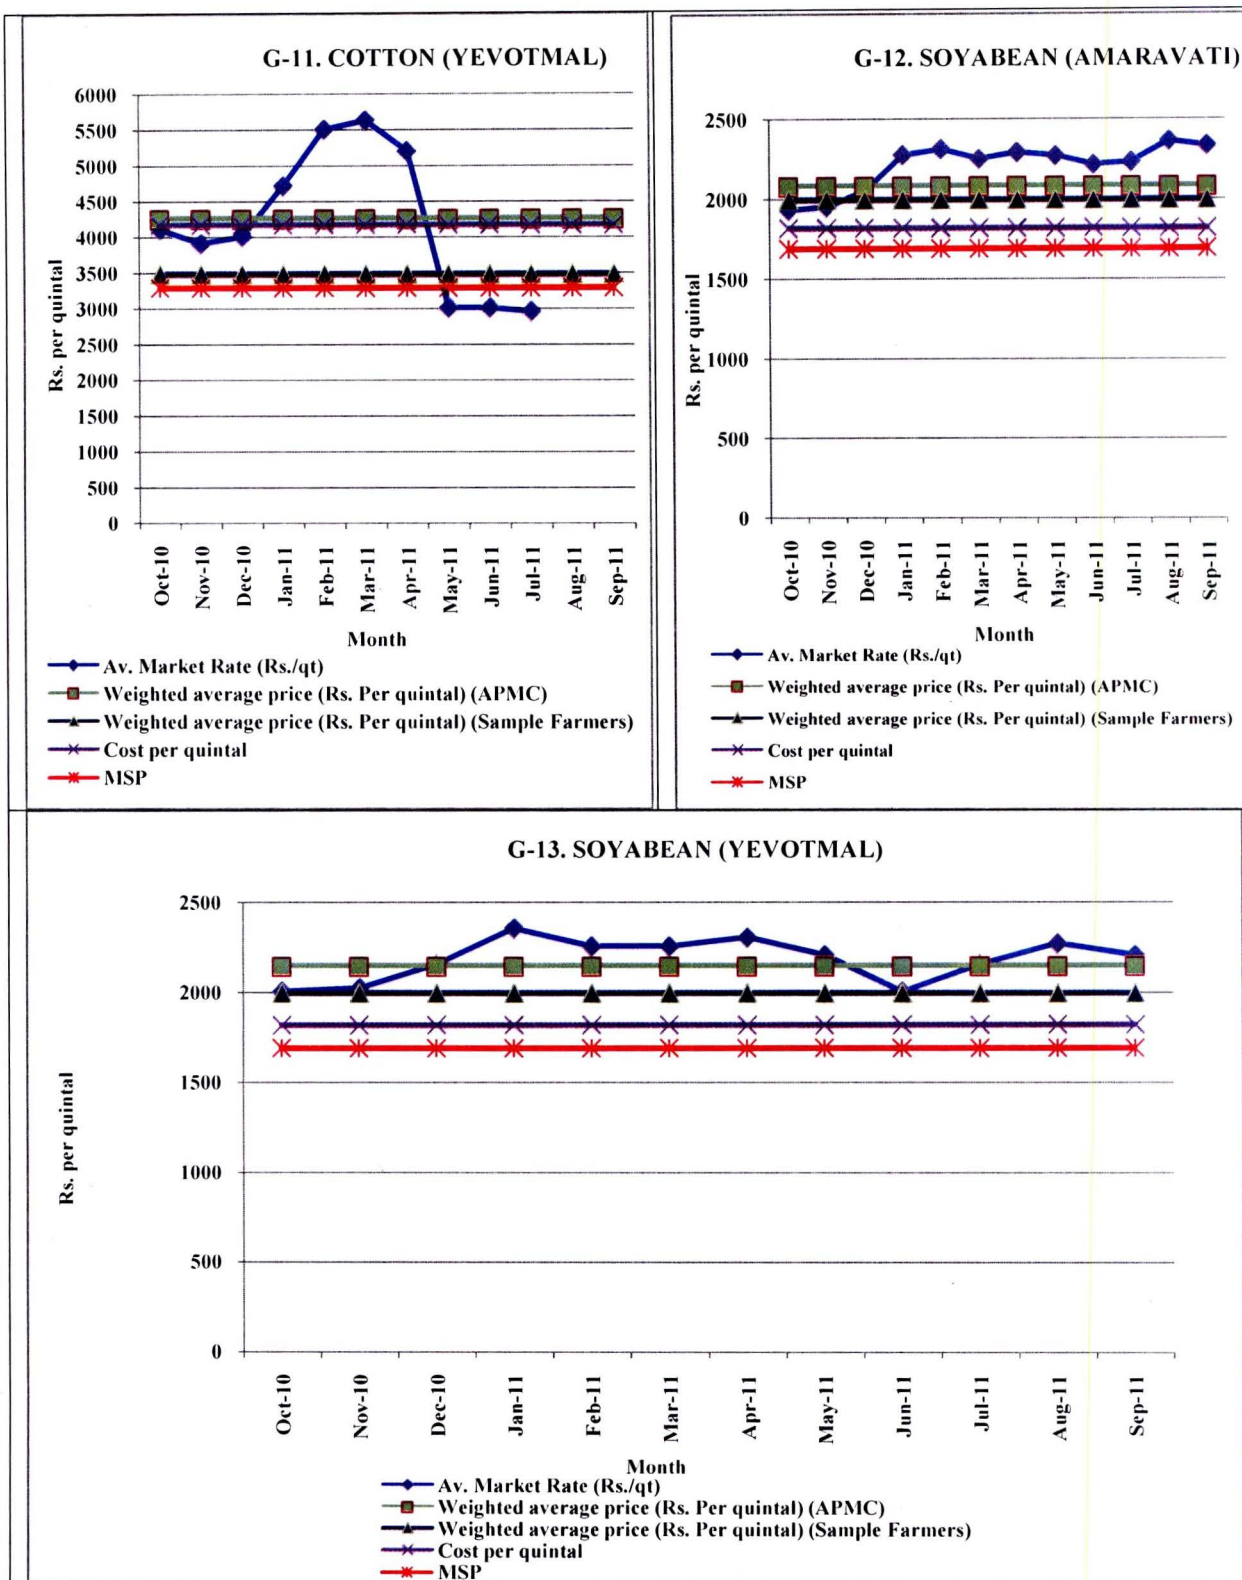 G-11. COTTON (YEVOTMAL)
6000
5500
5000
4500
4000
3500
3000
2500
2000
1500
1000
500
0
Rs. per quintal
Oct-10
Nov-10
Dec-10
Jan-11
Feb-11
Mar-11
Apr-11
May-11
Jun-11
Jul-11
Aug-11
Sep-11
Month
Av. Market Rate (Rs./qt)
Weighted average price (Rs. Per quintal) (APMC)
Weighted average price (Rs. Per quintal) (Sample Farmers)
Cost per quintal
MSP
G-12. SOYABEAN (AMARAVATI)
2500
2000
1500
1000
500
0
Rs. per quintal
Oct-10
Nov-10
Dec-10
Jan-11
Feb-11
Mar-11
Apr-11
May-11
Jun-11
Jul-11
Aug-11
Sep-11
Month
Av. Market Rate (Rs./qt)
Weighted average price (Rs. Per quintal) (APMC)
Weighted average price (Rs. Per quintal) (Sample Farmers)
Cost per quintal
MSP
G-13. SOYABEAN (YEVOTMAL)
2500
2000
1500
1000
500
0
Rs. per quintal
Oct-10
Nov-10
Dec-10
Jan-11
Feb-11
Mar-11
Apr-11
May-11
Jun-11
Jul-11
Aug-11
Sep-11
Month
Av. Market Rate (Rs./qt)
Weighted average price (Rs. Per quintal) (APMC)
Weighted average price (Rs. Per quintal) (Sample Farmers)
Cost per quintal
MSP